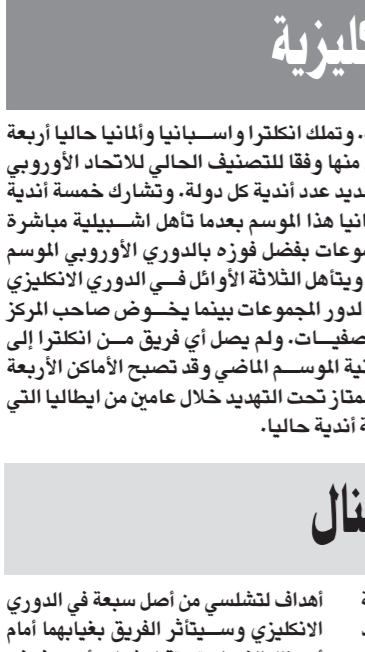 كليزية
. وتملك انكلترا واسبانيا وألمانيا حاليا أربعة
منها وفقا للتصنيف الحالي للاتحاد الأوروبي
ديد عدد أندية كل دولة. وتشارك خمسة أندية
انيا هذا الموسم بعدما تأهل اشبيلية مباشرة
موعات بفضل فوزه بالدوري الأوروبي الموسم
ويتأهل الثلاثة الأوائل في الدوري الانكليزي
لدور المجموعات بينما يخوض صاحب المركز
صفيات. ولم يصل أي فريق من انكلترا إلى
ية الموسم الماضي وقد تصبح الأماكن الأربعة
متاز تحت التهديد خلال عامين من ايطاليا التي
ة أندية حاليا.
نال
أهداف لتشلسي من أصل سبعة في الدوري
الانكليزي وسيتأثر الفريق بغيابهما أمام